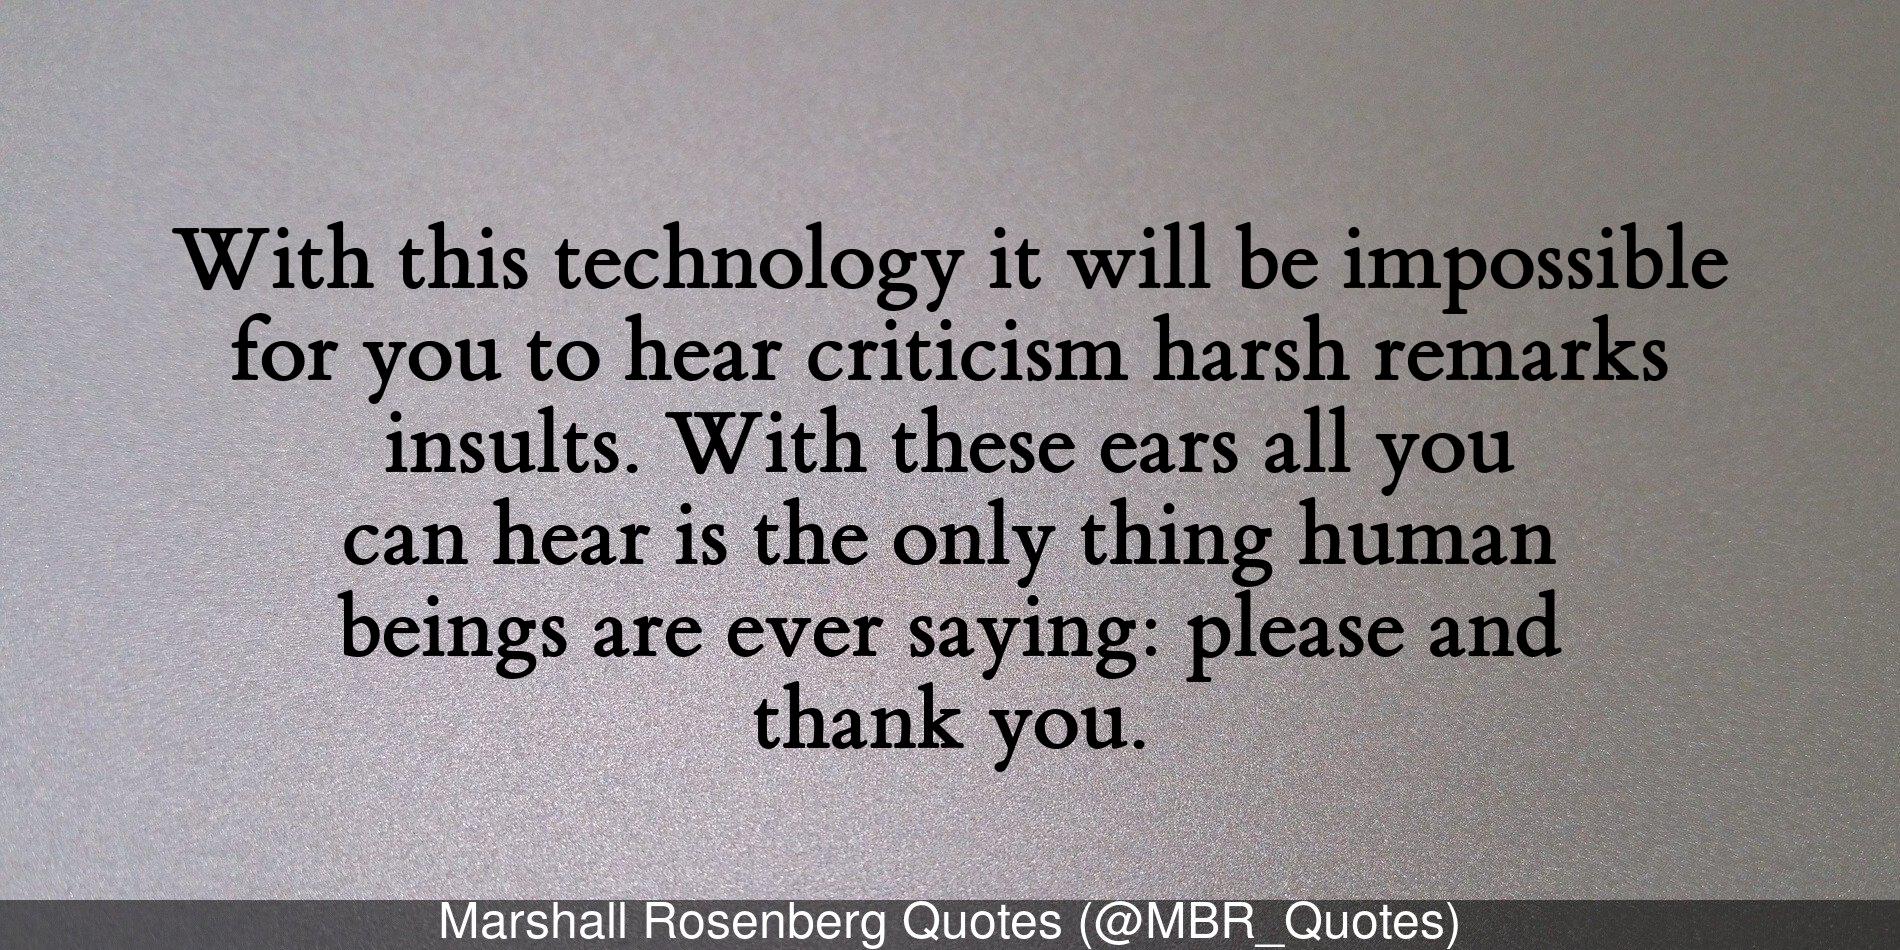 With this technology it will be impossible
for you to hear criticism harsh remarks
insults. With these ears all you
can hear is the only thing human
beings are ever saying: please and
thank you.
Marshall Rosenberg Quotes (@MBR_Quotes)